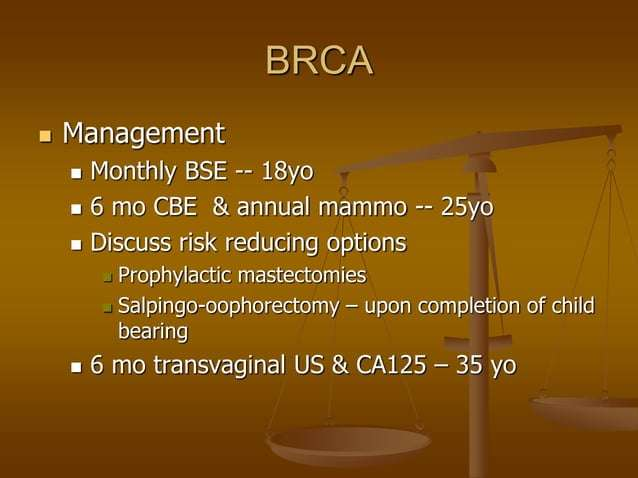 BRCA
Management
Monthly BSE -- 18yo
6 mo CBE & annual mammo -- 25yo
Discuss risk reducing options
Prophylactic mastectomies
Salpingo-oophorectomy – upon completion of child
bearing
6 mo transvaginal US & CA125 – 35 yo